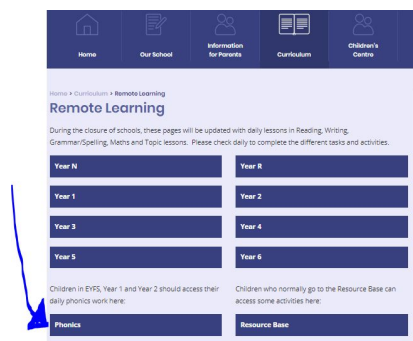 Home
Our School
Information
for Parents
Curriculum
Children's
Centre
Home › Curriculum › Remote Learning
Remote Learning
During the closure of schools, these pages will be updated with daily lessons in Reading, Writing,
Grammar/Spelling, Maths and Topic lessons. Please check daily to complete the different tasks and activities.
Year N
Year R
Year 1
Year 2
Year 3
Year 4
Year 5
Year 6
Children in EYFS, Year 1 and Year 2 should access their
daily phonics work here:
Children who normally go to the Resource Base can
access some activities here:
Phonics
Resource Base